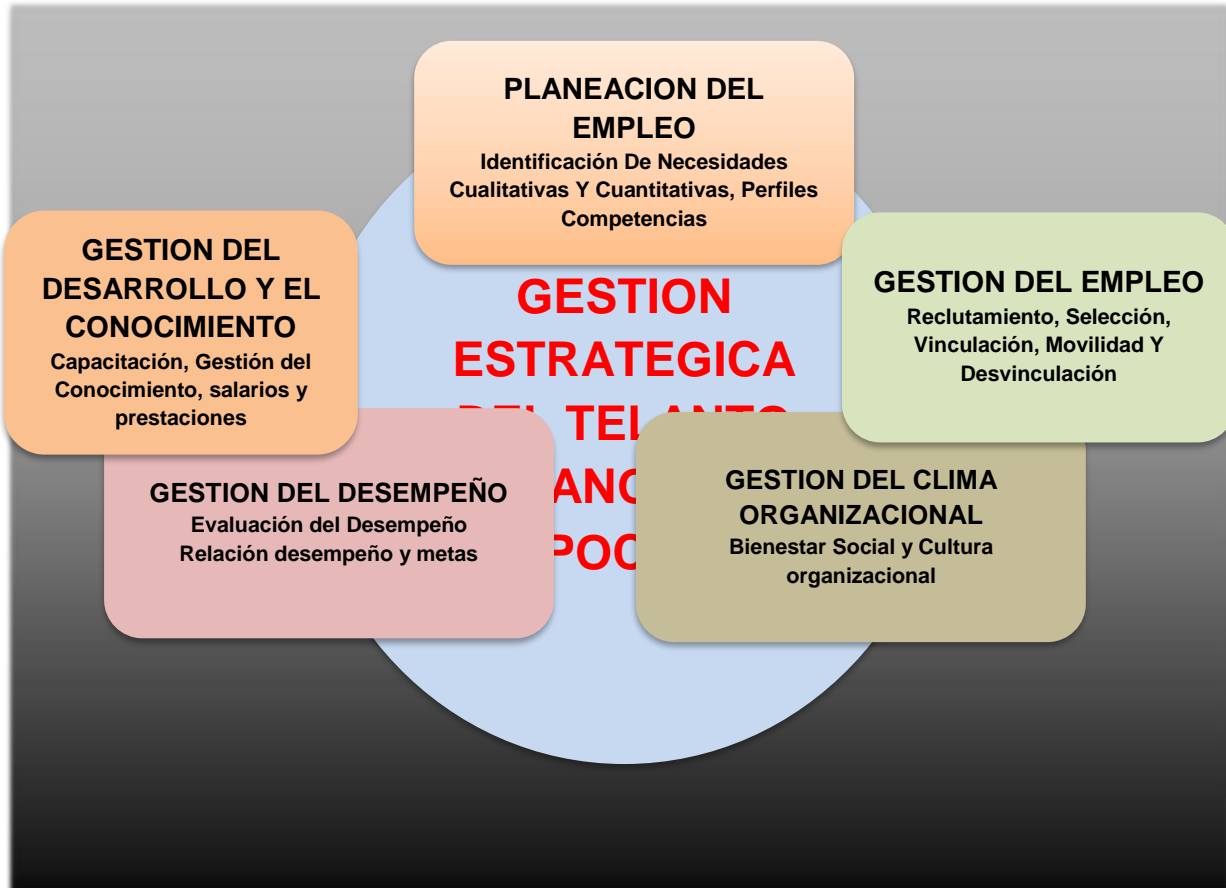 PLANEACION DEL
EMPLEO
Identificación De Necesidades
Cualitativas Y Cuantitativas, Perfiles
Competencias
GESTION DEL
DESARROLLO Y EL
CONOCIMIENTO
Capacitación, Gestión del
Conocimiento, salarios y
prestaciones
GESTION DEL EMPLEO
Reclutamiento, Selección,
Vinculación, Movilidad Y
Desvinculación
GESTION
ESTRATEGICA
DEL TELANTO
GESTION DEL DESEMPEÑO
Evaluación del Desempeño
Relación desempeño y metas
GESTION DEL CLIMA
ORGANIZACIONAL
Bienestar Social y Cultura
organizacional